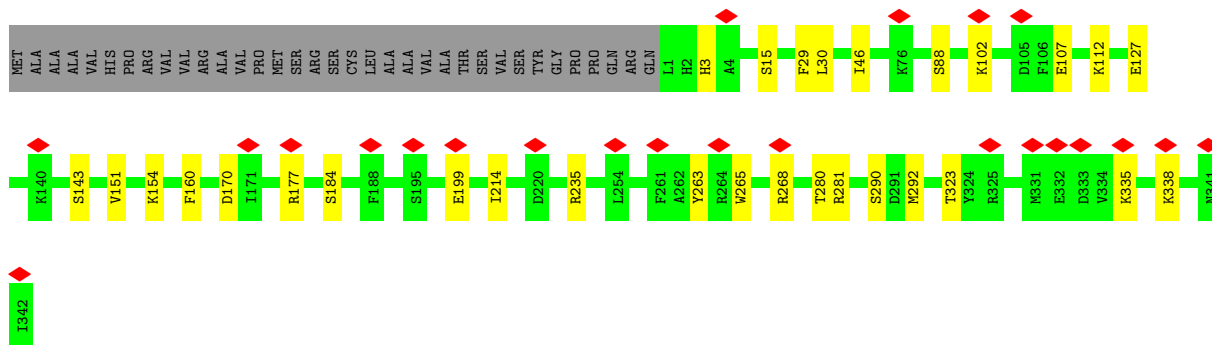 MET ALA ALA ALA VAL HIS PRO ARG VAL VAL ARG ALA VAL PRO MET SER ARG SER CYS LEU ALA ALA VAL ALA THR SER VAL SER TYR GLY PRO PRO GLN ARG GLN L1 H2 H3 A4 S15 F29 L30 I46 K76 S88 K102 D105 F106 E107 K112 E127
K140 S143 V151 K154 F160 D170 I171 R177 S184 F188 S195 E199 I214 D220 R235 L254 F261 A262 Y263 R264 W265 R268 T280 R281 S290 D291 M292 T323 Y324 R325 M331 E332 D333 V334 K335 K338 N341
I342